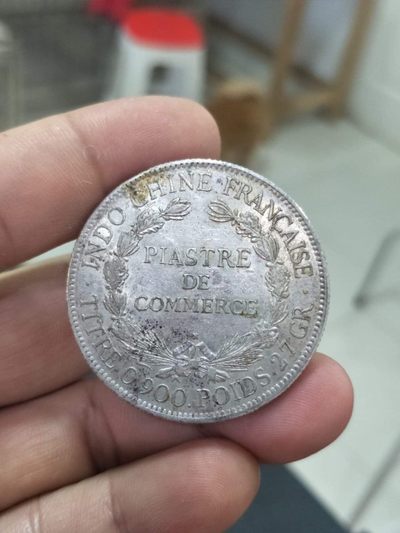 INDO-CHINE FRANÇAISE
PIASTRE
DE
COMMERCE
TITRE.0,900.POIDS.27 GR.